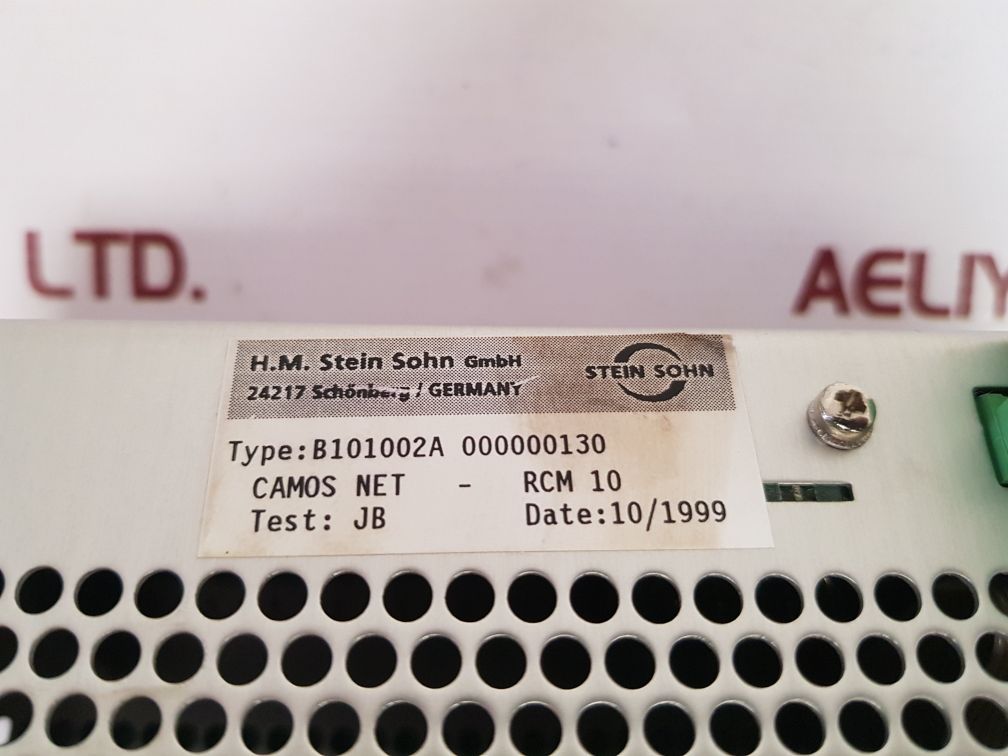 LTD.
AELIY
H.M. Stein Sohn GmbH
24217 Schönberg / GERMANY
STEIN SOHN
Type:B101002A 000000130
CAMOS NET - RCM 10
Test: JB Date:10/1999